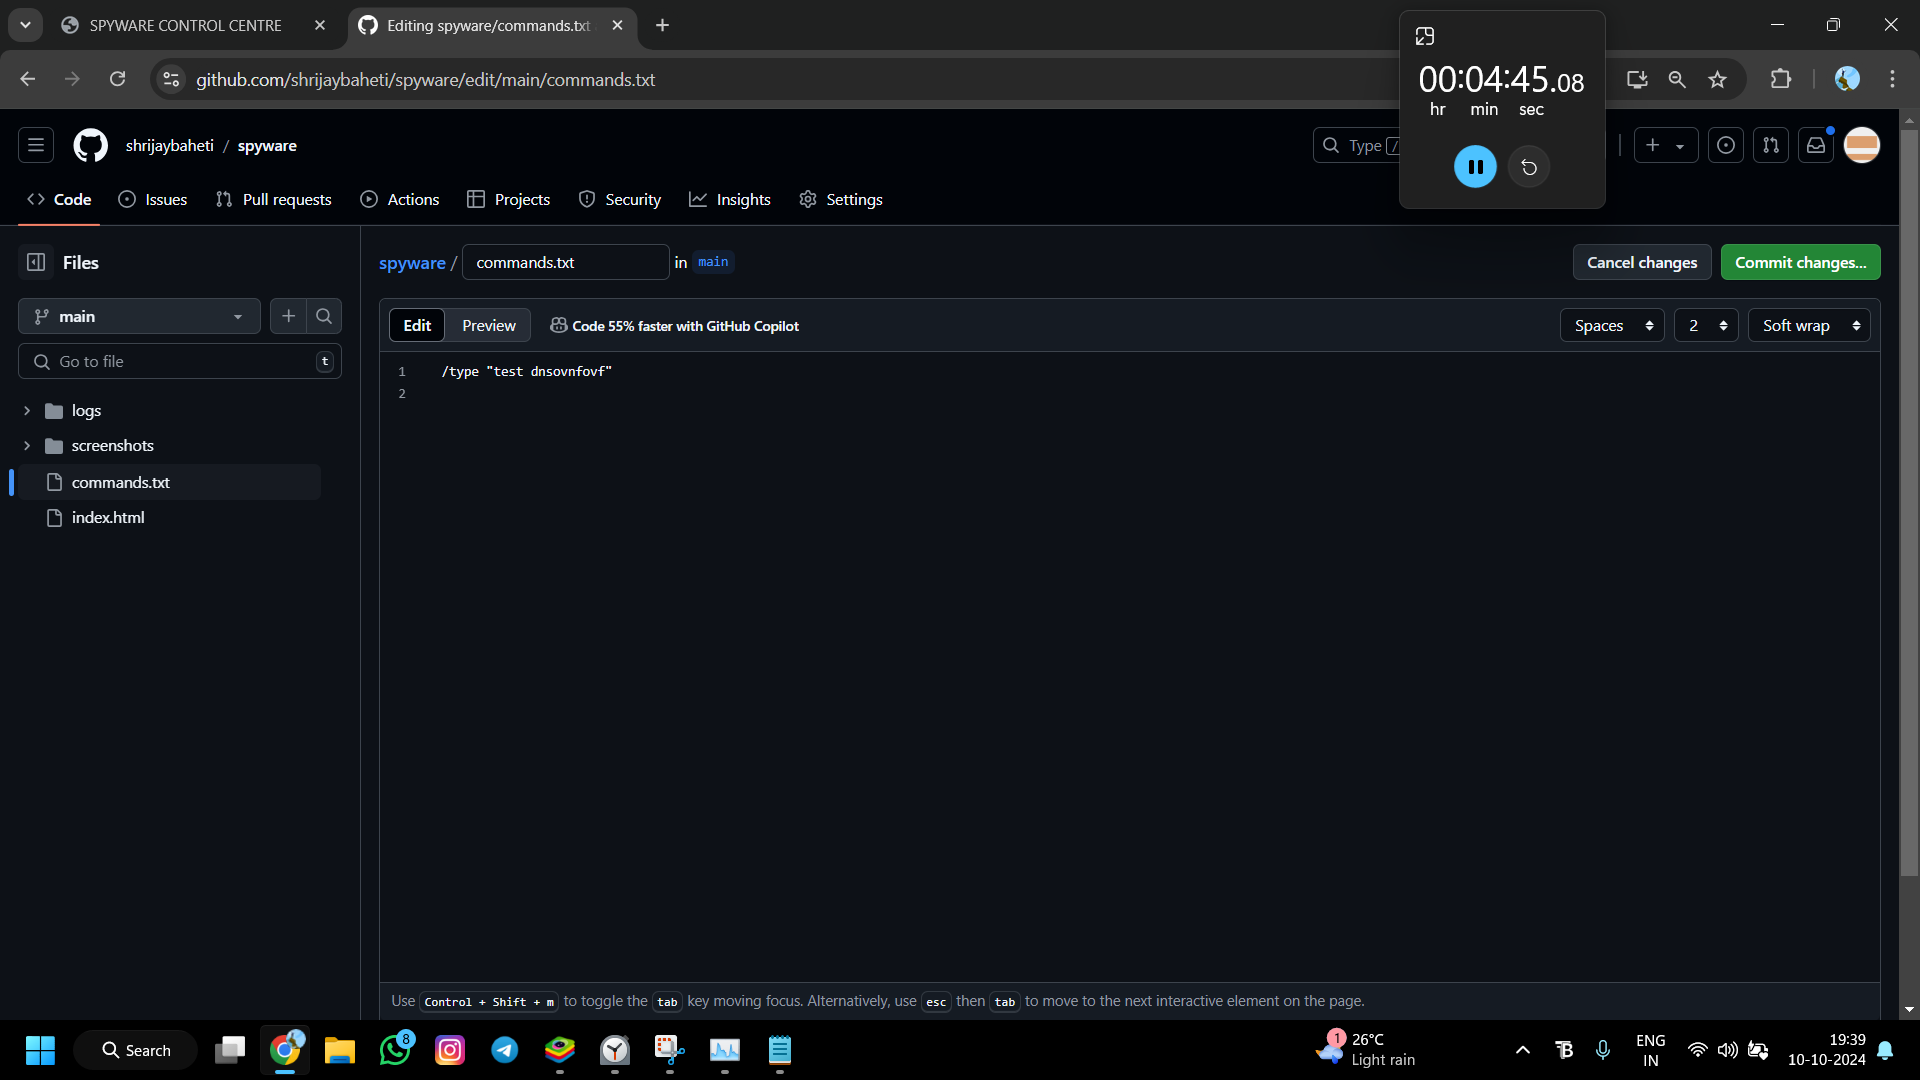 SPYWARE CONTROL CENTRE
Editing spyware/commands.txt
github.com/shrijaybaheti/spyware/edit/main/commands.txt
00:04:45.08
hr min sec
shrijaybaheti / spyware
Type /
Code
Issues
Pull requests
Actions
Projects
Security
Insights
Settings
Files
spyware / commands.txt in main
Cancel changes
Commit changes...
main
Go to file
t
Edit
Preview
Code 55% faster with GitHub Copilot
Spaces
2
Soft wrap
1 /type "test dnsovnfovf"
2
logs
screenshots
commands.txt
index.html
Use Control + Shift + m to toggle the tab key moving focus. Alternatively, use esc then tab to move to the next interactive element on the page.
Search
8
1
26°C
Light rain
ENG
IN
19:39
10-10-2024